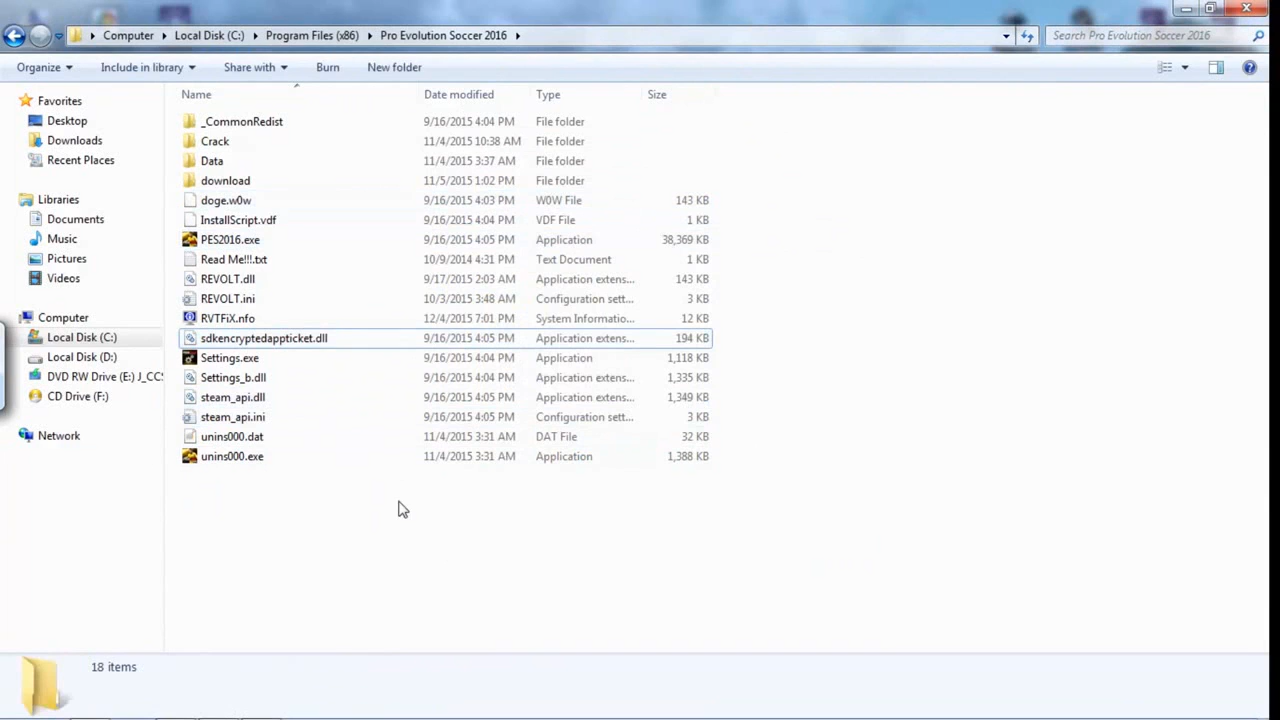 Computer Local Disk (C:) Program Files (x86) Pro Evolution Soccer 2016 Search Pro Evolution Soccer 2016
Organize Include in library Share with Burn New folder
Name Date modified Type Size
Favorites
Desktop
Downloads
Recent Places
Libraries
Documents
Music
Pictures
Videos
Computer
Local Disk (C:)
Local Disk (D:)
DVD RW Drive (E:) J_CCS
CD Drive (F:)
Network
_CommonRedist 9/16/2015 4:04 PM File folder
Crack 11/4/2015 10:38 AM File folder
Data 11/4/2015 3:37 AM File folder
download 11/5/2015 1:02 PM File folder
doge.w0w 9/16/2015 4:03 PM W0W File 143 KB
InstallScript.vdf 9/16/2015 4:04 PM VDF File 1 KB
PES2016.exe 9/16/2015 4:05 PM Application 38,369 KB
Read Me!!!.txt 10/9/2014 4:31 PM Text Document 1 KB
REVOLT.dll 9/17/2015 2:03 AM Application extens... 143 KB
REVOLT.ini 10/3/2015 3:48 AM Configuration sett... 3 KB
RVTFiX.nfo 12/4/2015 7:01 PM System Informatio... 12 KB
sdkencryptedappticket.dll 9/16/2015 4:05 PM Application extens... 194 KB
Settings.exe 9/16/2015 4:04 PM Application 1,118 KB
Settings_b.dll 9/16/2015 4:04 PM Application extens... 1,335 KB
steam_api.dll 9/16/2015 4:05 PM Application extens... 1,349 KB
steam_api.ini 9/16/2015 4:05 PM Configuration sett... 3 KB
unins000.dat 11/4/2015 3:31 AM DAT File 32 KB
unins000.exe 11/4/2015 3:31 AM Application 1,388 KB
18 items